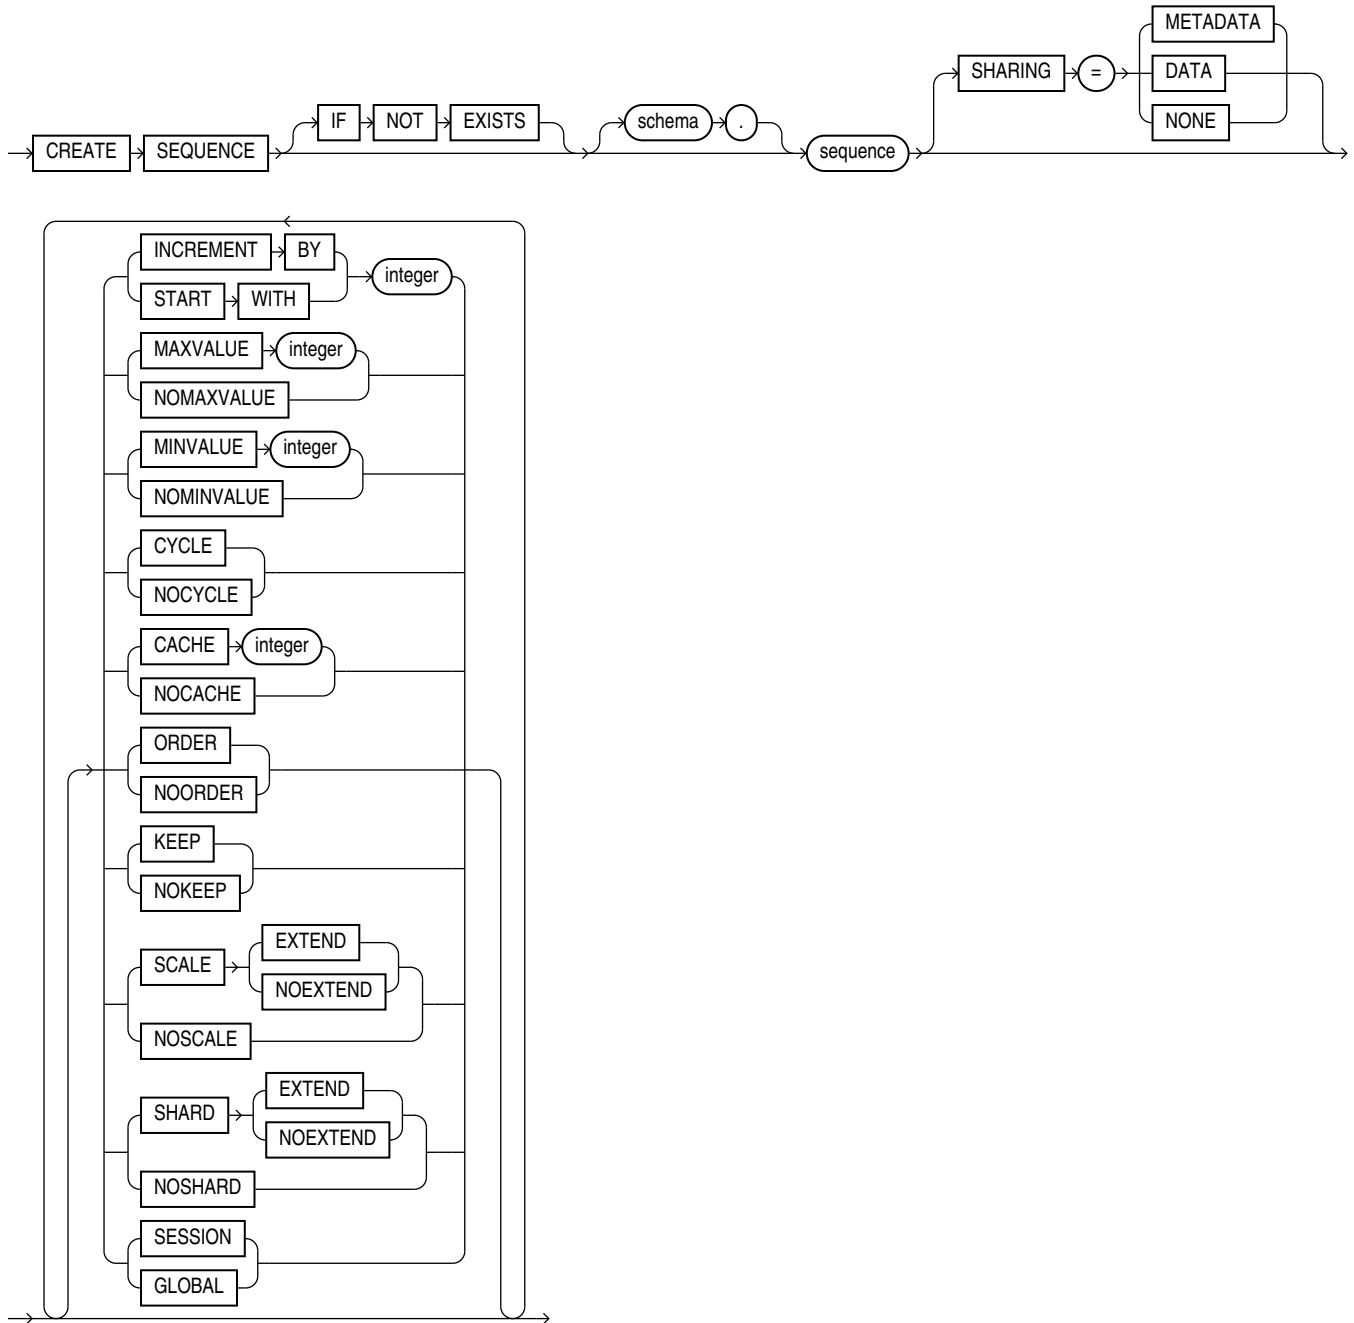 METADATA
SHARING = DATA
IF NOT EXISTS schema . NONE
CREATE SEQUENCE sequence
INCREMENT BY
integer
START WITH
MAXVALUE integer
NOMAXVALUE
MINVALUE integer
NOMINVALUE
CYCLE
NOCYCLE
CACHE integer
NOCACHE
ORDER
NOORDER
KEEP
NOKEEP
EXTEND
SCALE
NOEXTEND
NOSCALE
EXTEND
SHARD
NOEXTEND
NOSHARD
SESSION
GLOBAL